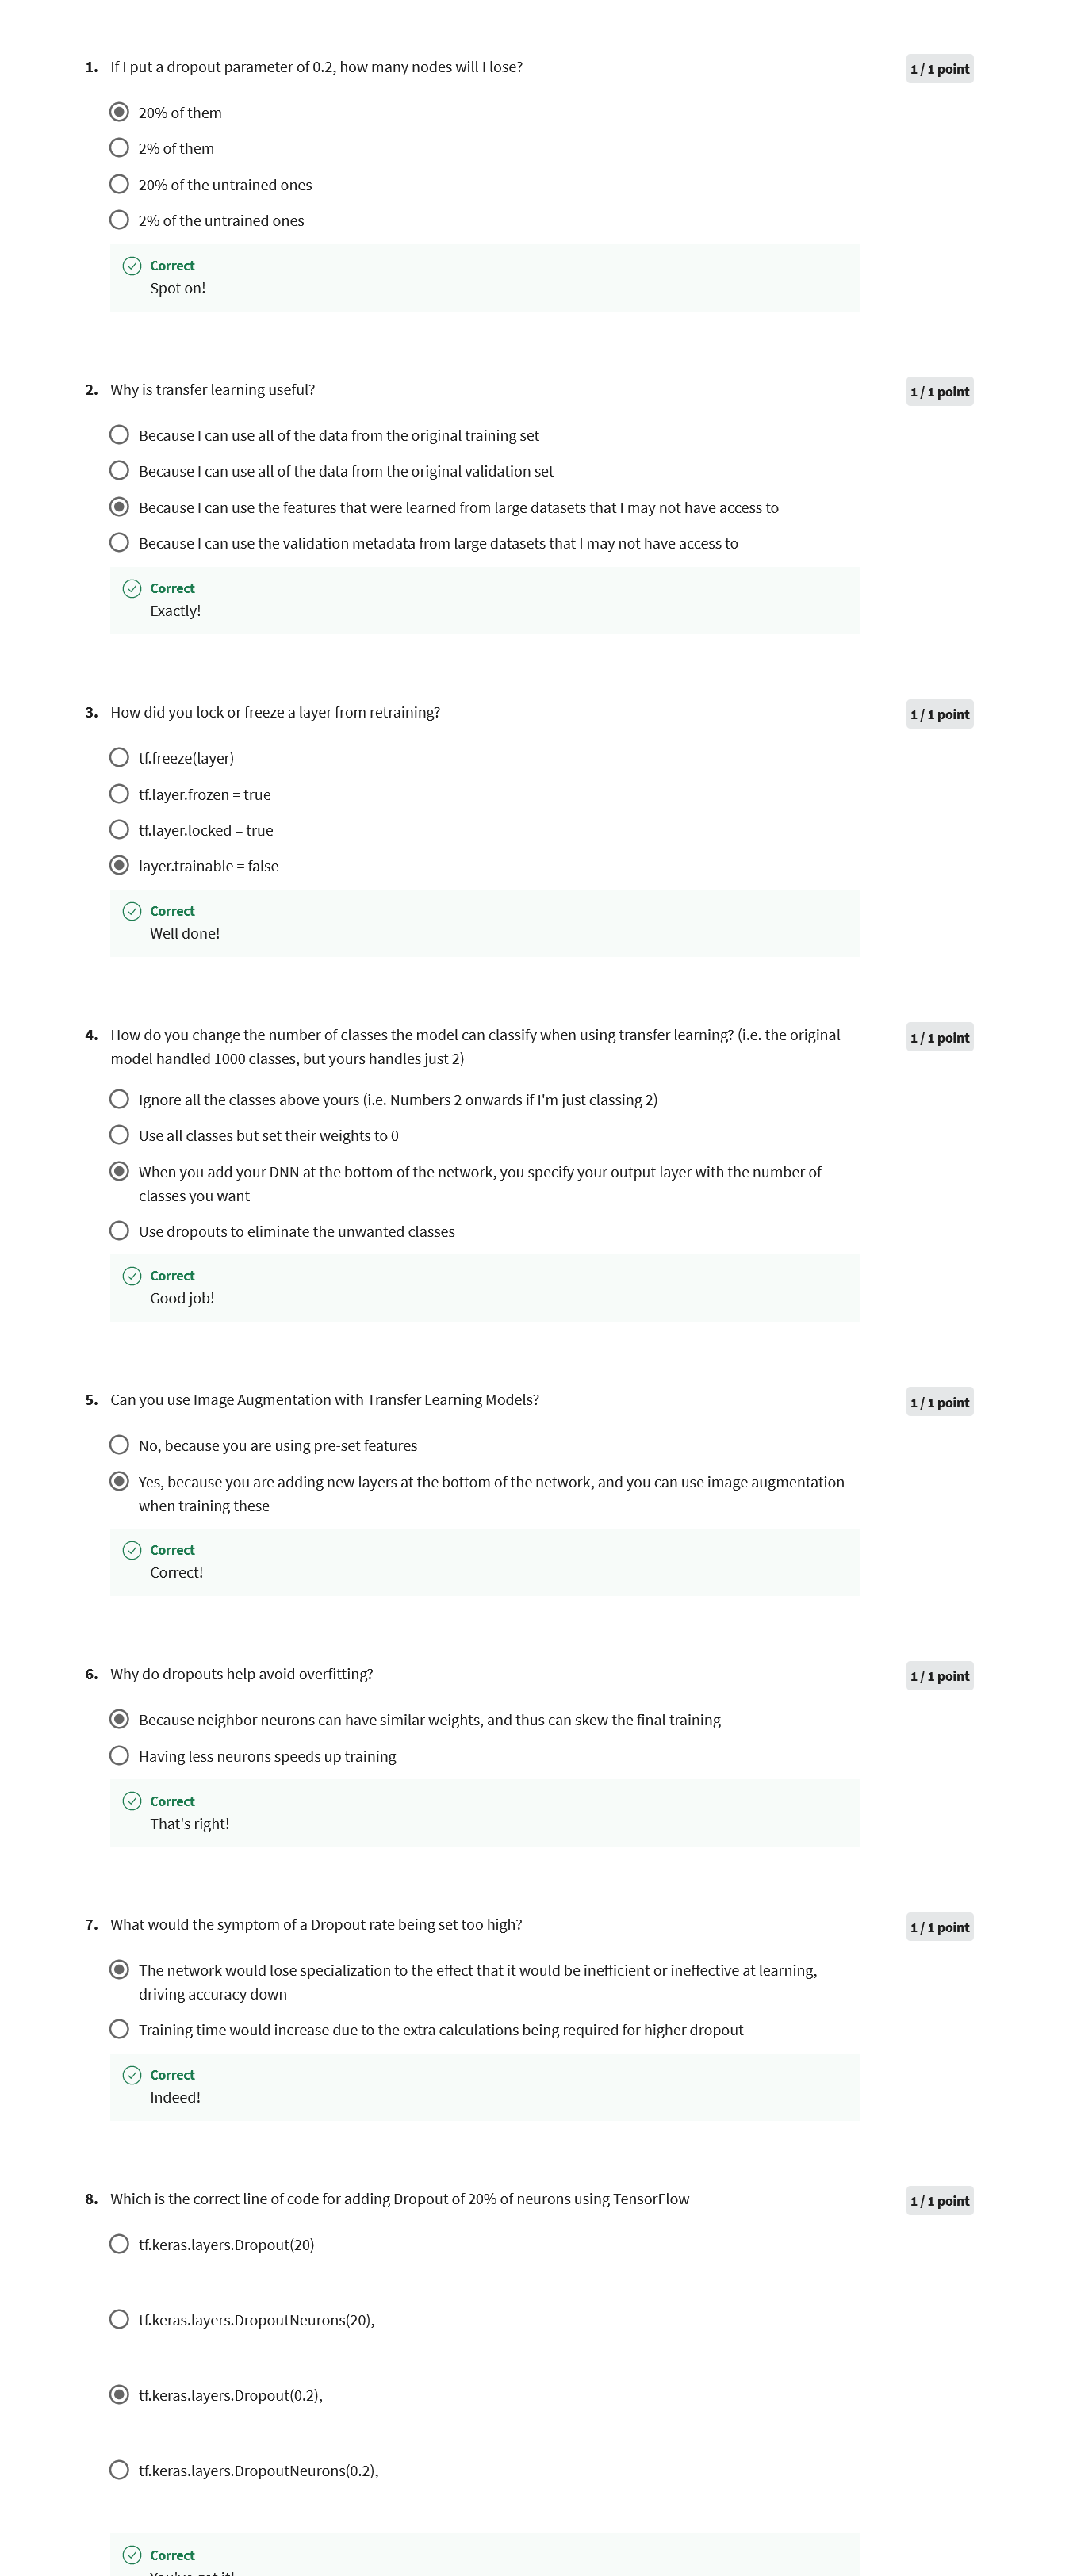 1. If I put a dropout parameter of 0.2, how many nodes will I lose?
1 / 1 point
20% of them
2% of them
20% of the untrained ones
2% of the untrained ones
Correct
Spot on!
2. Why is transfer learning useful?
1 / 1 point
Because I can use all of the data from the original training set
Because I can use all of the data from the original validation set
Because I can use the features that were learned from large datasets that I may not have access to
Because I can use the validation metadata from large datasets that I may not have access to
Correct
Exactly!
3. How did you lock or freeze a layer from retraining?
1 / 1 point
tf.freeze(layer)
tf.layer.frozen = true
tf.layer.locked = true
layer.trainable = false
Correct
Well done!
4. How do you change the number of classes the model can classify when using transfer learning? (i.e. the original
model handled 1000 classes, but yours handles just 2)
1 / 1 point
Ignore all the classes above yours (i.e. Numbers 2 onwards if I'm just classing 2)
Use all classes but set their weights to 0
When you add your DNN at the bottom of the network, you specify your output layer with the number of
classes you want
Use dropouts to eliminate the unwanted classes
Correct
Good job!
5. Can you use Image Augmentation with Transfer Learning Models?
1 / 1 point
No, because you are using pre-set features
Yes, because you are adding new layers at the bottom of the network, and you can use image augmentation
when training these
Correct
Correct!
6. Why do dropouts help avoid overfitting?
1 / 1 point
Because neighbor neurons can have similar weights, and thus can skew the final training
Having less neurons speeds up training
Correct
That's right!
7. What would the symptom of a Dropout rate being set too high?
1 / 1 point
The network would lose specialization to the effect that it would be inefficient or ineffective at learning,
driving accuracy down
Training time would increase due to the extra calculations being required for higher dropout
Correct
Indeed!
8. Which is the correct line of code for adding Dropout of 20% of neurons using TensorFlow
1 / 1 point
tf.keras.layers.Dropout(20)
tf.keras.layers.DropoutNeurons(20),
tf.keras.layers.Dropout(0.2),
tf.keras.layers.DropoutNeurons(0.2),
Correct